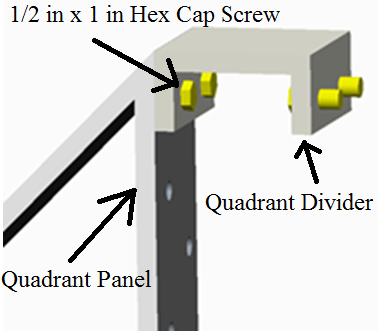 1/2 in x 1 in Hex Cap Screw
Quadrant Divider
Quadrant Panel